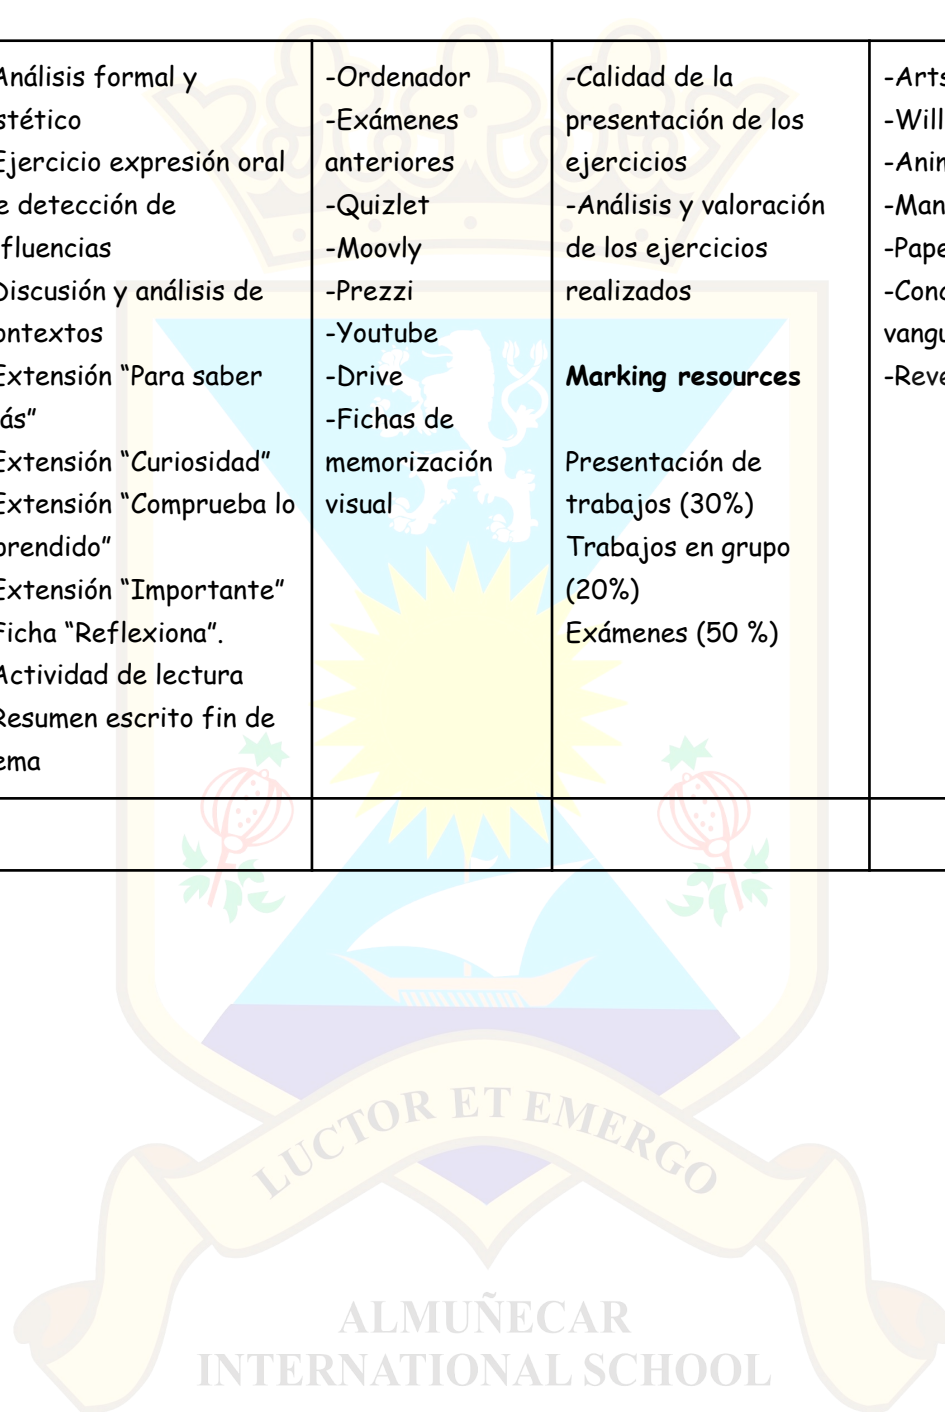 Análisis formal y
stético
Ejercicio expresión oral
e detección de
fluencias
Discusión y análisis de
ontextos
Extensión "Para saber
ás"
Extensión "Curiosidad"
Extensión "Comprueba lo
prendido"
Extensión "Importante"
Ficha "Reflexiona".
Actividad de lectura
Resumen escrito fin de
ema
-Ordenador
-Exámenes
anteriores
-Quizlet
-Moovly
-Prezzi
-Youtube
-Drive
-Fichas de
memorización
visual
-Calidad de la
presentación de los
ejercicios
-Análisis y valoración
de los ejercicios
realizados
Marking resources
Presentación de
trabajos (30%)
Trabajos en grupo
(20%)
Exámenes (50 %)
-Arts
-Will
-Anim
-Man
-Pape
-Conc
vangu
-Reve
LUCTOR ET EMERGO
ALMUÑECAR
INTERNATIONAL SCHOOL